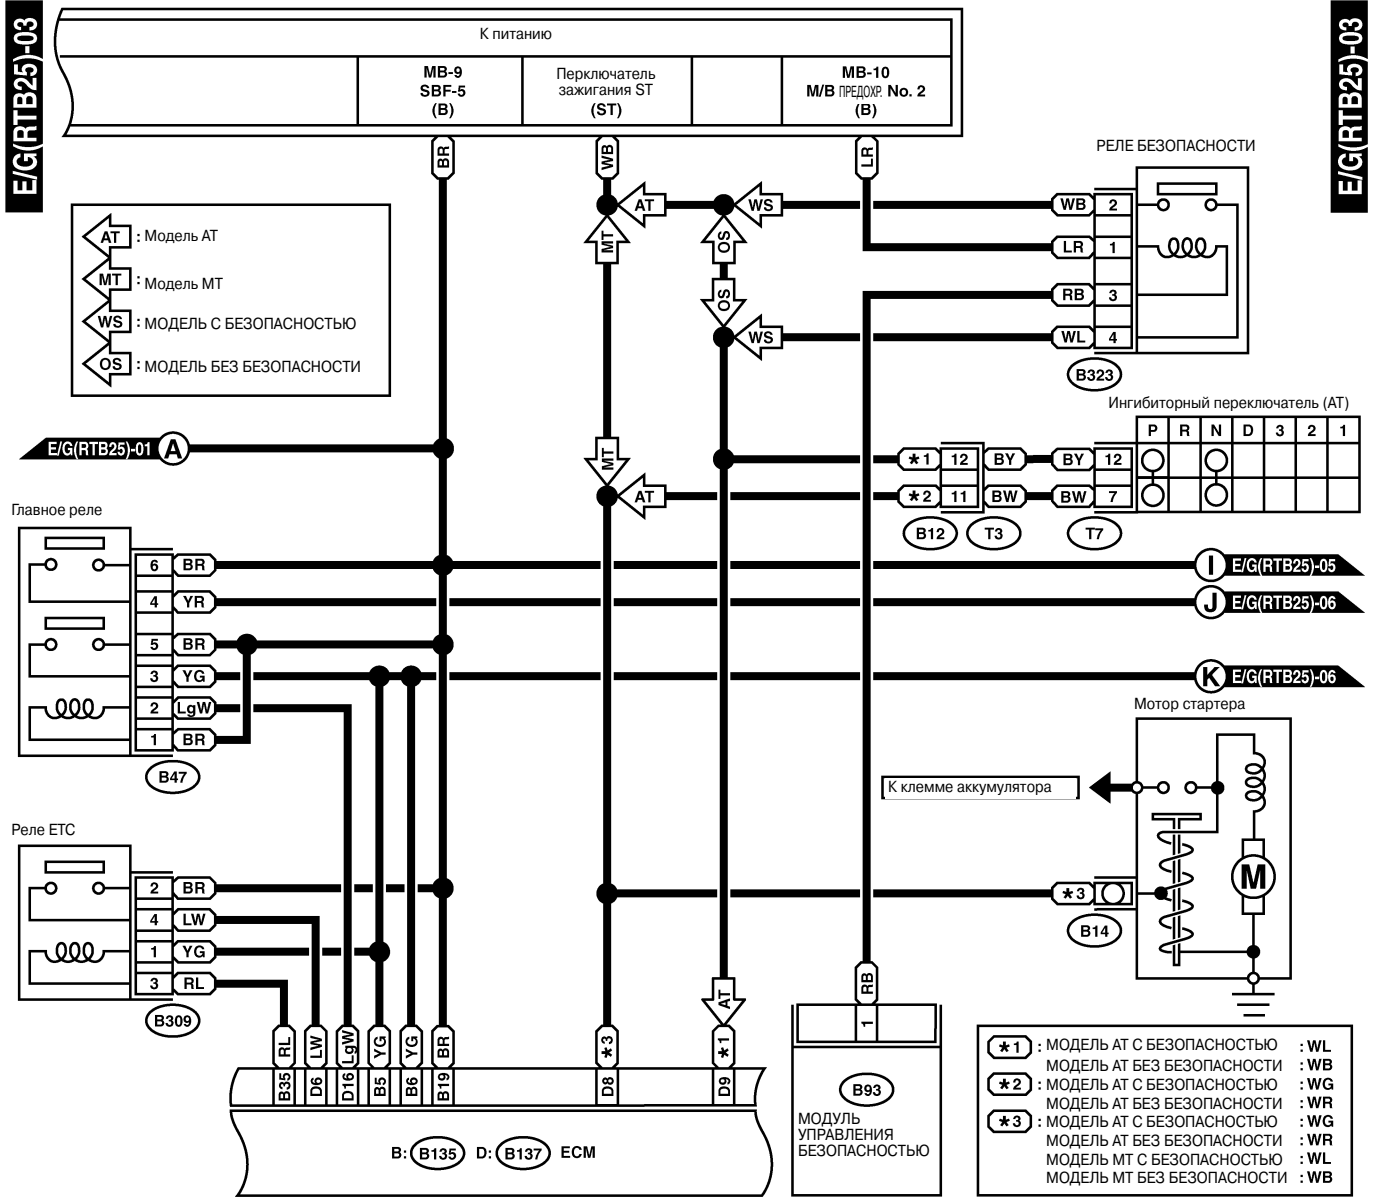 E/G(RTB25)-03
E/G(RTB25)-03
К питанию
MB-9
SBF-5
(B)
Перключатель
зажигания ST
(ST)
MB-10
M/B ПРЕДОХР. No. 2
(B)
BR
WB
LR
РЕЛЕ БЕЗОПАСНОСТИ
AT : Модель AT
MT : Модель MT
WS : МОДЕЛЬ С БЕЗОПАСНОСТЬЮ
OS : МОДЕЛЬ БЕЗ БЕЗОПАСНОСТИ
AT
WS
MT
OS
OS
WS
WB 2
LR 1
RB 3
WL 4
B323
Ингибиторный переключатель (AT)
P R N D 3 2 1
E/G(RTB25)-01 A
MT
AT
*1 12 BY BY 12
*2 11 BW BW 7
B12 T3 T7
Главное реле
6 BR
4 YR
5 BR
3 YG
2 LgW
1 BR
B47
I E/G(RTB25)-05
J E/G(RTB25)-06
K E/G(RTB25)-06
Мотор стартера
К клемме аккумулятора
M
*3
B14
Реле ETC
2 BR
4 LW
1 YG
3 RL
B309
AT
RL LW LgW YG YG BR *3 *1
B35 D6 D16 B5 B6 B19 D8 D9
B: B135 D: B137 ECM
RB
1
B93
МОДУЛЬ
УПРАВЛЕНИЯ
БЕЗОПАСНОСТЬЮ
*1 : МОДЕЛЬ AT С БЕЗОПАСНОСТЬЮ : WL
МОДЕЛЬ AT БЕЗ БЕЗОПАСНОСТИ : WB
*2 : МОДЕЛЬ AT С БЕЗОПАСНОСТЬЮ : WG
МОДЕЛЬ AT БЕЗ БЕЗОПАСНОСТИ : WR
*3 : МОДЕЛЬ AT С БЕЗОПАСНОСТЬЮ : WG
МОДЕЛЬ AT БЕЗ БЕЗОПАСНОСТИ : WR
МОДЕЛЬ MT С БЕЗОПАСНОСТЬЮ : WL
МОДЕЛЬ MT БЕЗ БЕЗОПАСНОСТИ : WB